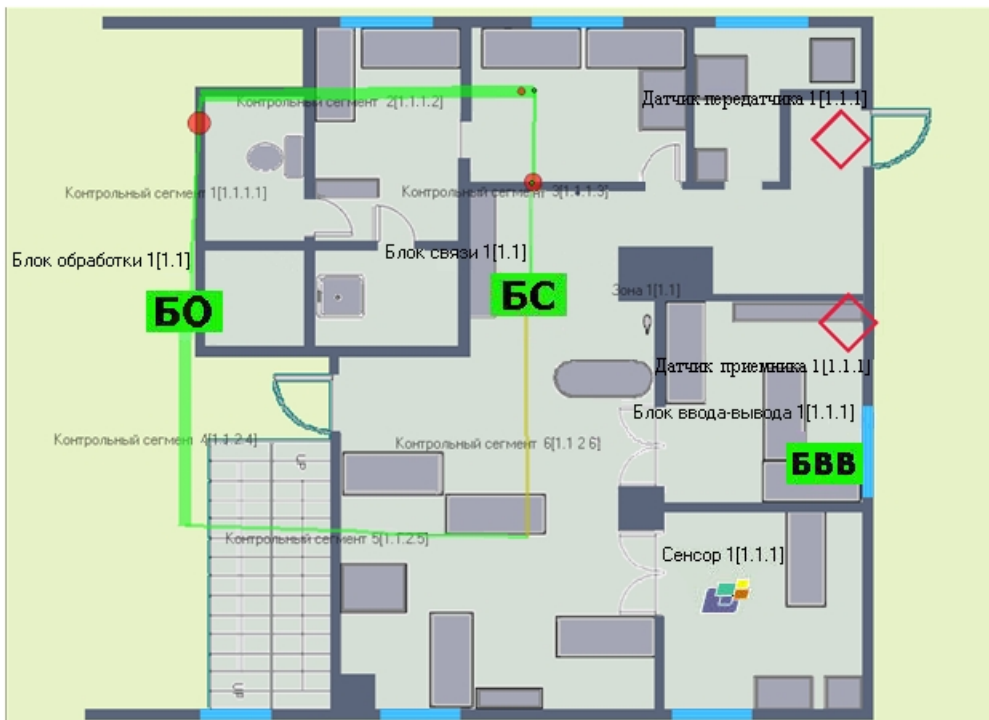 Контрольный сегмент 2[1.1.1.2]
Датчик передатчика 1[1.1.1]
Контрольный сегмент 1[1.1.1.1]
Контрольный сегмент 3[1.1.1.3]
Блок обработки 1[1.1]
Блок связи 1[1.1]
Зона 1[1.1]
БО
БС
Датчик приемника 1[1.1.1]
Блок ввода-вывода 1[1.1.1]
Контрольный сегмент 4[1.1.2.4]
Контрольный сегмент 6[1.1 2 6]
БВВ
UP
Контрольный сегмент 5[1.1.2.5]
Сенсор 1[1.1.1]
UP